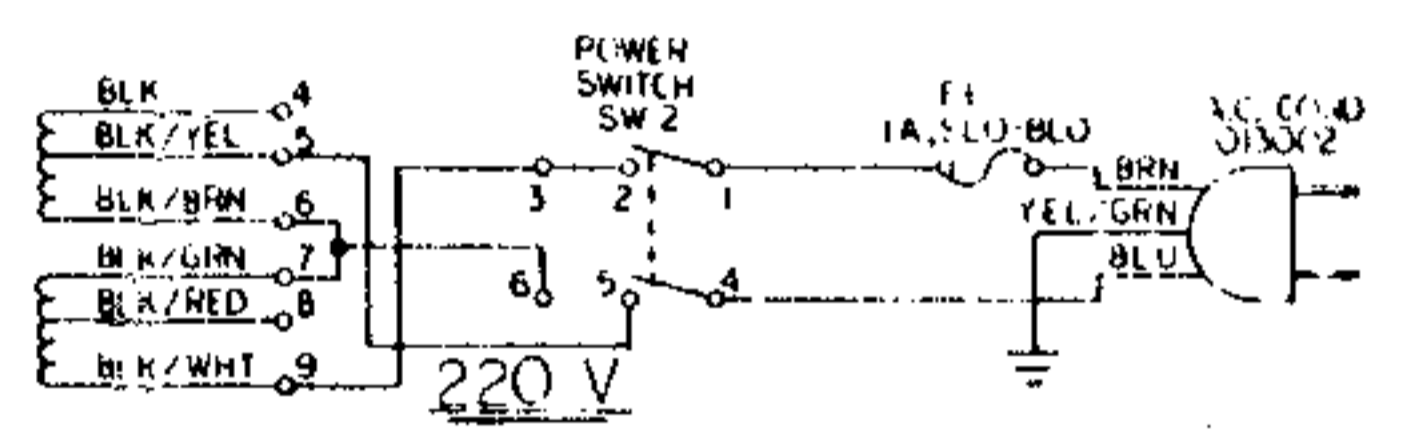 POWER
SWITCH
SW 2
BLK 4
BLK/YEL 5
BLK/BRN 6
BLK/GRN 7
BLK/RED 8
BLK/WHT 9
3 2 1
6 5 4
F1
1A, SLO-BLO
A.C. CORD
BRN
YEL/GRN
BLU
220 V